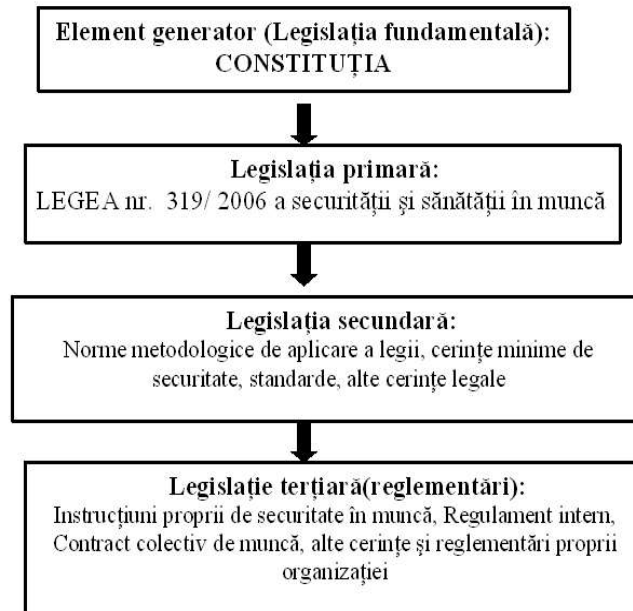 Element generator (Legislația fundamentală):
CONSTITUȚIA
Legislația primară:
LEGEA nr. 319/ 2006 a securității și sănătății în muncă
Legislația secundară:
Norme metodologice de aplicare a legii, cerințe minime de
securitate, standarde, alte cerințe legale
Legislație terțiară(reglementări):
Instrucțiuni proprii de securitate în muncă, Regulament intern,
Contract colectiv de muncă, alte cerințe și reglementări proprii
organizației